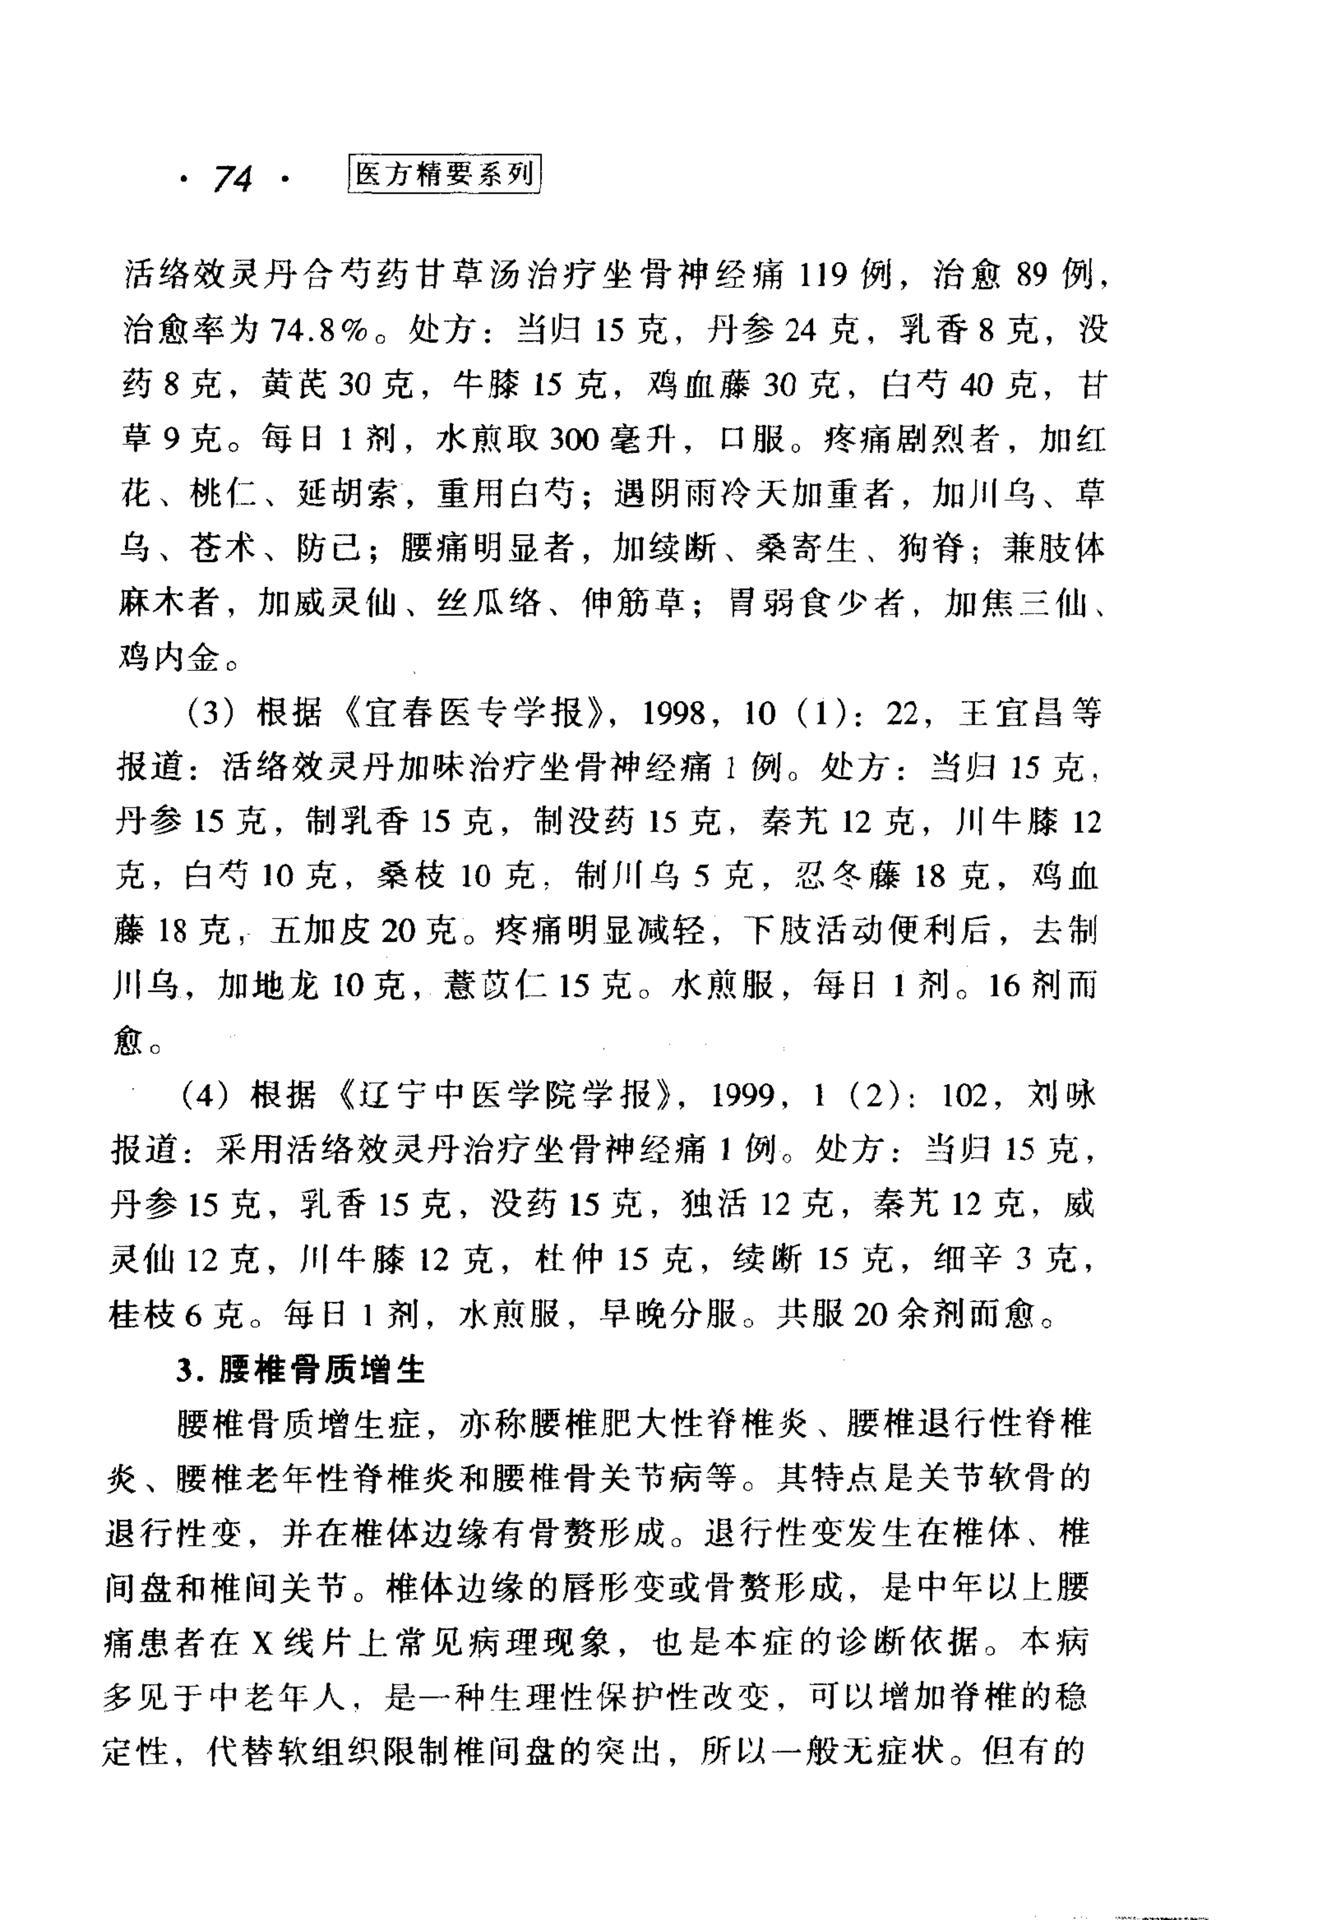 · 74 · 医方精要系列
活络效灵丹合芍药甘草汤治疗坐骨神经痛 119 例，治愈 89 例，
治愈率为 74.8%。处方：当归 15 克，丹参 24 克，乳香 8 克，没
药 8 克，黄芪 30 克，牛膝 15 克，鸡血藤 30 克，白芍 40 克，甘
草 9 克。每日 1 剂，水煎取 300 毫升，口服。疼痛剧烈者，加红
花、桃仁、延胡索，重用白芍；遇阴雨冷天加重者，加川乌、草
乌、苍术、防己；腰痛明显者，加续断、桑寄生、狗脊；兼肢体
麻木者，加威灵仙、丝瓜络、伸筋草；胃弱食少者，加焦三仙、
鸡内金。
（3）根据《宜春医专学报》，1998，10（1）：22，王宜昌等
报道：活络效灵丹加味治疗坐骨神经痛 1 例。处方：当归 15 克，
丹参 15 克，制乳香 15 克，制没药 15 克，秦艽 12 克，川牛膝 12
克，白芍 10 克，桑枝 10 克，制川乌 5 克，忍冬藤 18 克，鸡血
藤 18 克，五加皮 20 克。疼痛明显减轻，下肢活动便利后，去制
川乌，加地龙 10 克，薏苡仁 15 克。水煎服，每日 1 剂。16 剂而
愈。
（4）根据《辽宁中医学院学报》，1999，1（2）：102，刘咏
报道：采用活络效灵丹治疗坐骨神经痛 1 例。处方：当归 15 克，
丹参 15 克，乳香 15 克，没药 15 克，独活 12 克，秦艽 12 克，威
灵仙 12 克，川牛膝 12 克，杜仲 15 克，续断 15 克，细辛 3 克，
桂枝 6 克。每日 1 剂，水煎服，早晚分服。共服 20 余剂而愈。
3. 腰椎骨质增生
腰椎骨质增生症，亦称腰椎肥大性脊椎炎、腰椎退行性脊椎
炎、腰椎老年性脊椎炎和腰椎骨关节病等。其特点是关节软骨的
退行性变，并在椎体边缘有骨赘形成。退行性变发生在椎体、椎
间盘和椎间关节。椎体边缘的唇形变或骨赘形成，是中年以上腰
痛患者在 X 线片上常见病理现象，也是本症的诊断依据。本病
多见于中老年人，是一种生理性保护性改变，可以增加脊椎的稳
定性，代替软组织限制椎间盘的突出，所以一般无症状。但有的